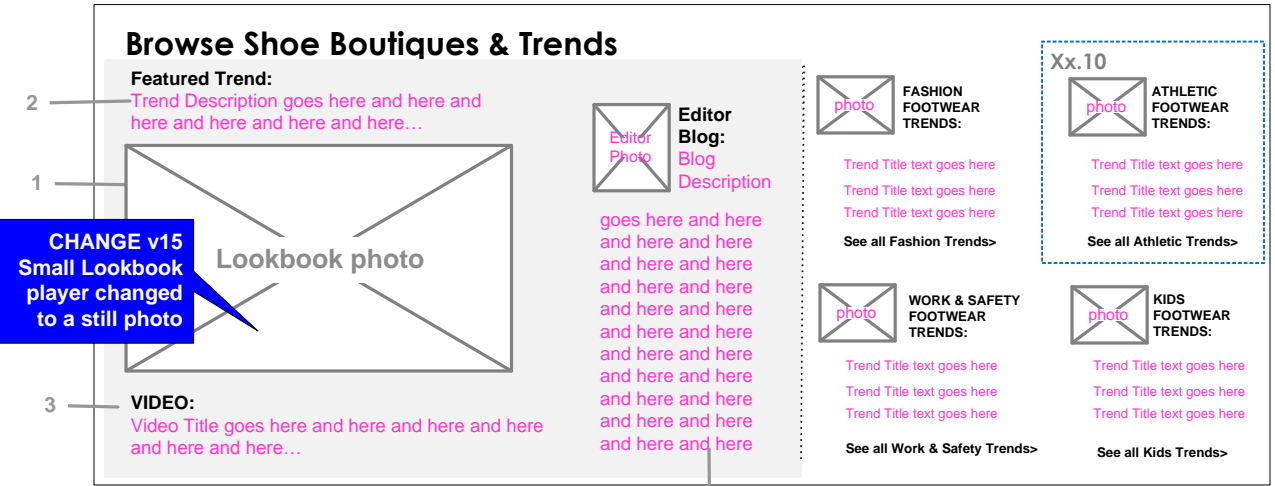 Browse Shoe Boutiques & Trends
Featured Trend:
2
Trend Description goes here and here and
here and here and here and here…
1
Lookbook photo
CHANGE v15
Small Lookbook
player changed
to a still photo
3
VIDEO:
Video Title goes here and here and here and here
and here and here…
Editor
Photo
Editor
Blog:
Blog
Description
goes here and here
and here and here
and here and here
and here and here
and here and here
and here and here
and here and here
and here and here
and here and here
and here and here
and here and here
photo
FASHION
FOOTWEAR
TRENDS:
Trend Title text goes here
Trend Title text goes here
Trend Title text goes here
See all Fashion Trends>
Xx.10
photo
ATHLETIC
FOOTWEAR
TRENDS:
Trend Title text goes here
Trend Title text goes here
Trend Title text goes here
See all Athletic Trends>
photo
WORK & SAFETY
FOOTWEAR
TRENDS:
Trend Title text goes here
Trend Title text goes here
Trend Title text goes here
See all Work & Safety Trends>
photo
KIDS
FOOTWEAR
TRENDS:
Trend Title text goes here
Trend Title text goes here
Trend Title text goes here
See all Kids Trends>